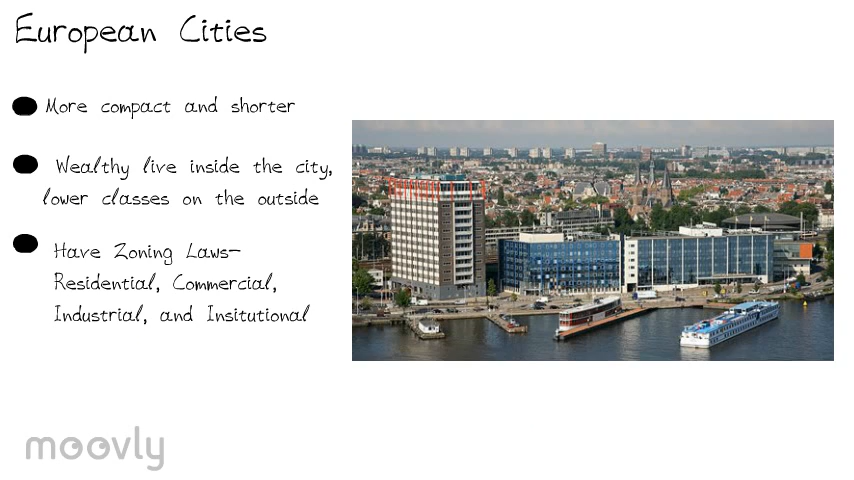 European Cities
More compact and shorter
Wealthy live inside the city,
lower classes on the outside
Have Zoning Laws-
Residential, Commercial,
Industrial, and Insitutional
moovly